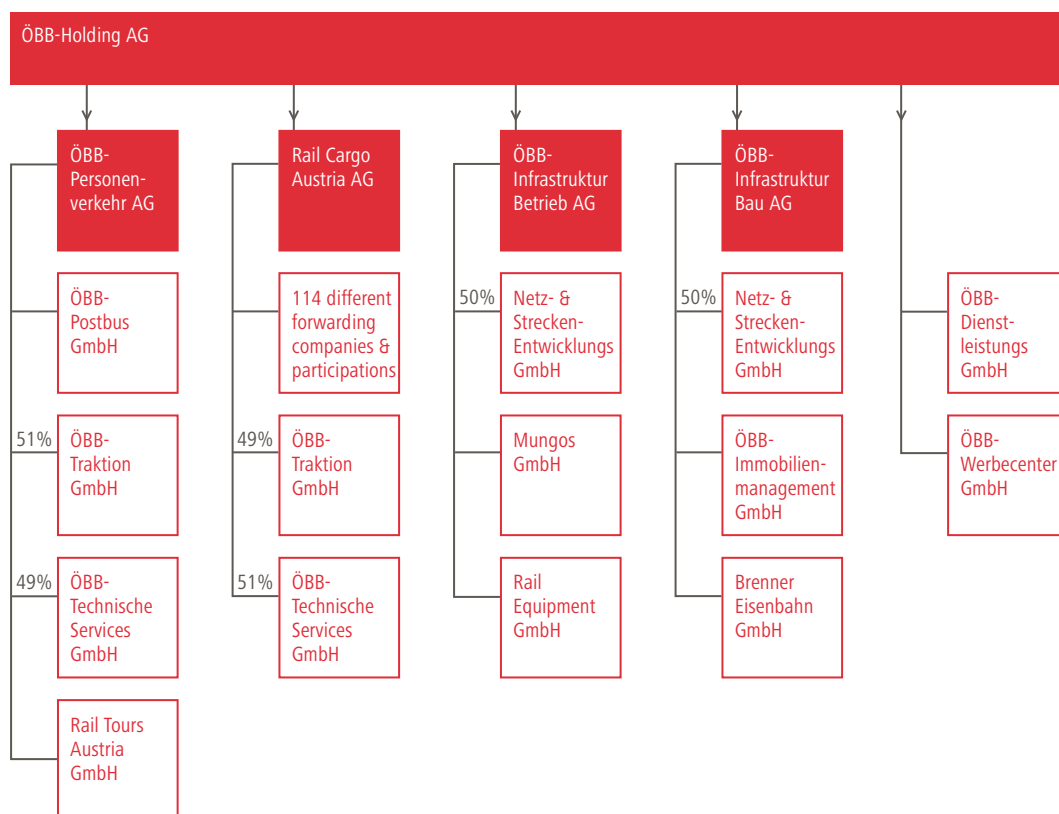 ÖBB-Holding AG
ÖBB-
Personen-
verkehr AG
Rail Cargo
Austria AG
ÖBB-
Infrastruktur
Betrieb AG
ÖBB-
Infrastruktur
Bau AG
ÖBB-
Postbus
GmbH
114 different
forwarding
companies &
participations
50%
Netz- &
Strecken-
Entwicklungs
GmbH
50%
Netz- &
Strecken-
Entwicklungs
GmbH
ÖBB-
Dienst-
leistungs
GmbH
51%
ÖBB-
Traktion
GmbH
49%
ÖBB-
Traktion
GmbH
Mungos
GmbH
ÖBB-
Immobilien-
management
GmbH
ÖBB-
Werbecenter
GmbH
49%
ÖBB-
Technische
Services
GmbH
51%
ÖBB-
Technische
Services
GmbH
Rail
Equipment
GmbH
Brenner
Eisenbahn
GmbH
Rail Tours
Austria
GmbH